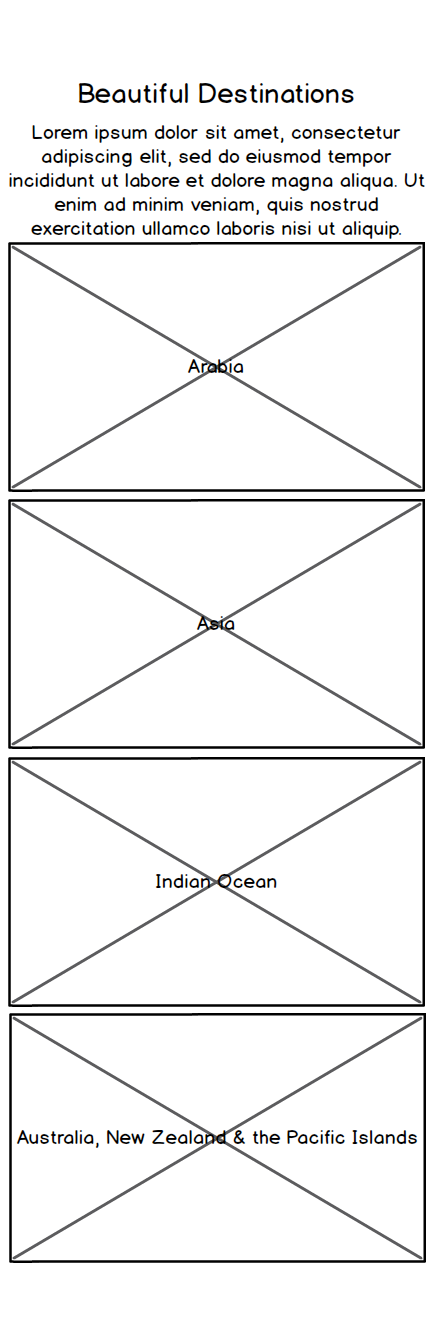 Beautiful Destinations
Lorem ipsum dolor sit amet, consectetur
adipiscing elit, sed do eiusmod tempor
incididunt ut labore et dolore magna aliqua. Ut
enim ad minim veniam, quis nostrud
exercitation ullamco laboris nisi ut aliquip.
Arabia
Asia
Indian Ocean
Australia, New Zealand & the Pacific Islands